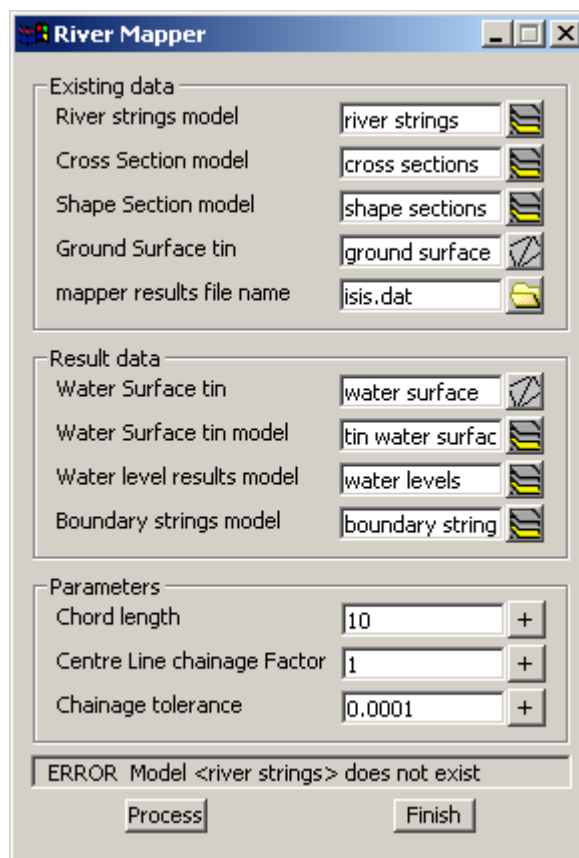 River Mapper
Existing data
River strings model river strings
Cross Section model cross sections
Shape Section model shape sections
Ground Surface tin ground surface
mapper results file name isis.dat
Result data
Water Surface tin water surface
Water Surface tin model tin water surfac
Water level results model water levels
Boundary strings model boundary string
Parameters
Chord length 10 +
Centre Line chainage Factor 1 +
Chainage tolerance 0.0001 +
ERROR Model <river strings> does not exist
Process Finish